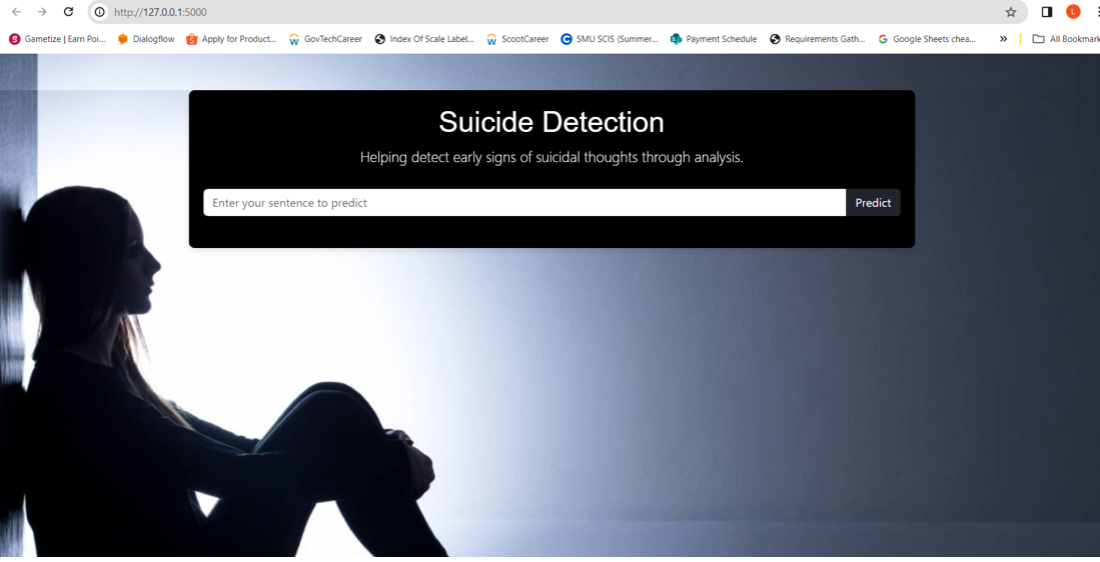 http://127.0.0.1:5000
L
Gametize | Earn Poi... Dialogflow Apply for Product... GovTechCareer Index Of Scale Label... ScootCareer SMU SCIS (Summer... Payment Schedule Requirements Gath... Google Sheets chea... » All Bookmark
Suicide Detection
Helping detect early signs of suicidal thoughts through analysis.
Enter your sentence to predict Predict